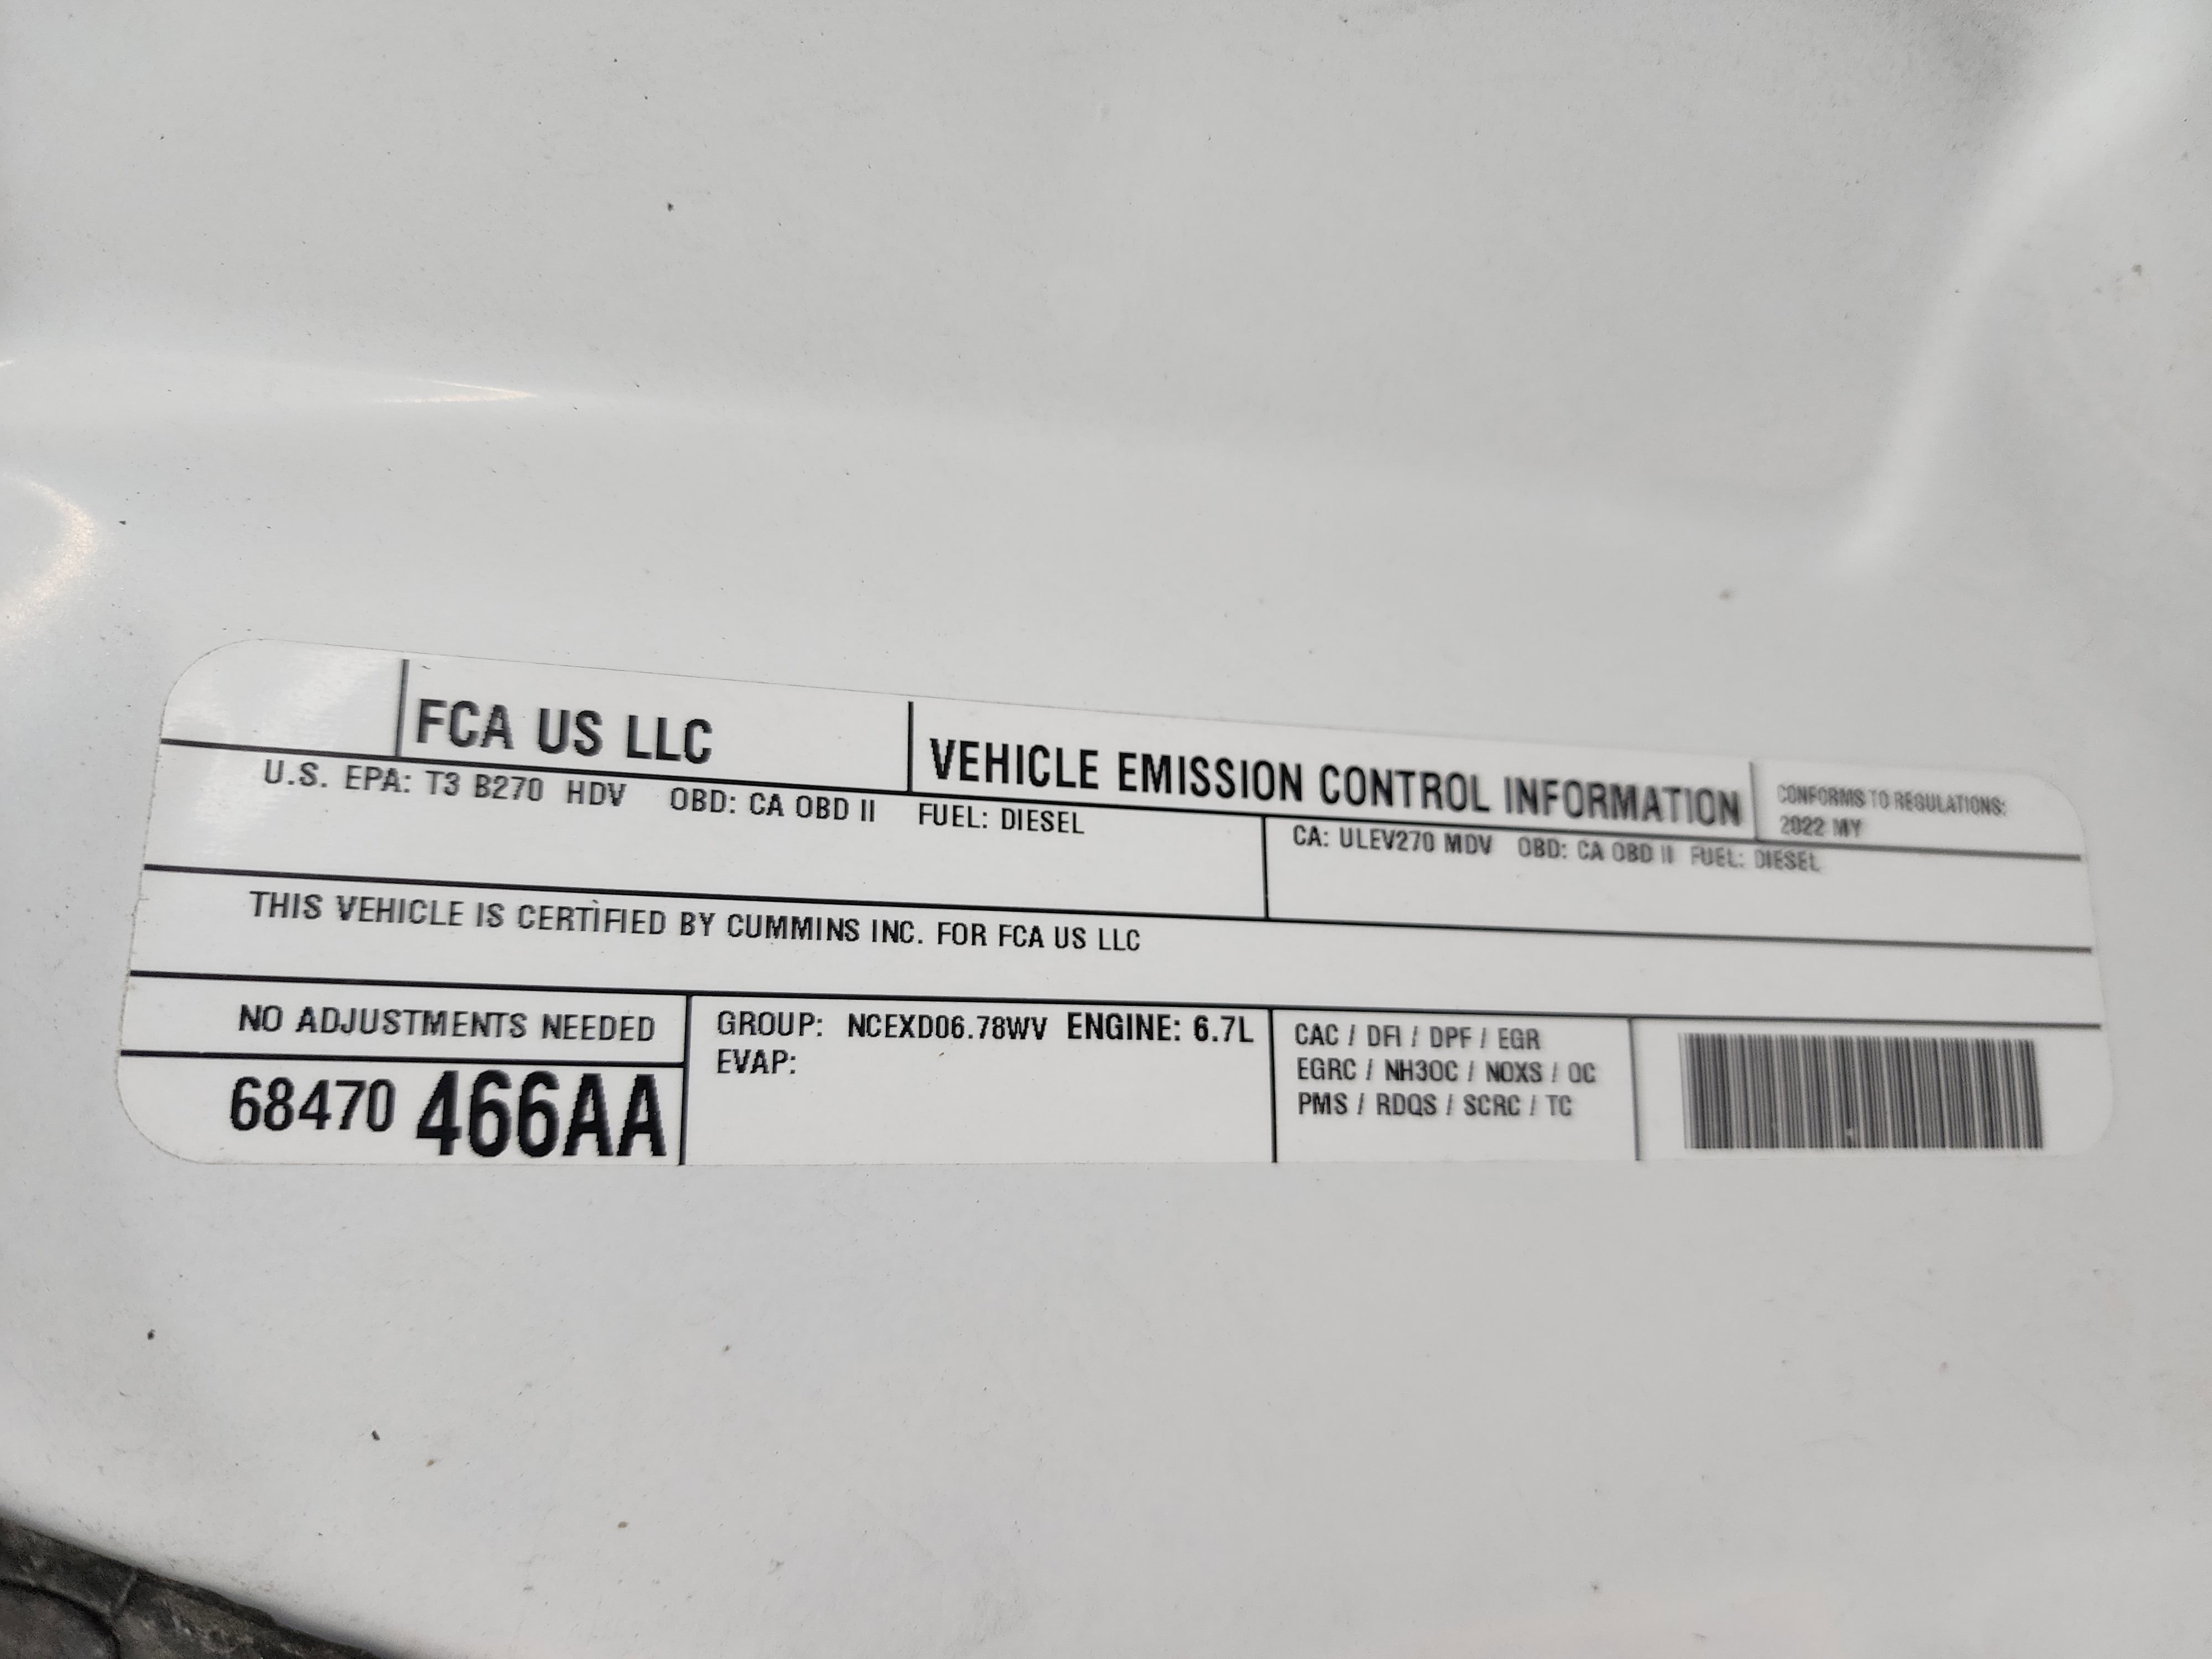 FCA US LLC
VEHICLE EMISSION CONTROL INFORMATION
CONFORMS TO REGULATIONS:
2022 MY
U.S. EPA: T3 B270 HDV OBD: CA OBD II FUEL: DIESEL
CA: ULEV270 MDV OBD: CA OBD II FUEL: DIESEL
THIS VEHICLE IS CERTIFIED BY CUMMINS INC. FOR FCA US LLC
NO ADJUSTMENTS NEEDED
68470 466AA
GROUP: NCEXD06.78WV ENGINE: 6.7L
EVAP:
CAC / DFI / DPF / EGR
EGRC / NH3OC / NOXS / OC
PMS / RDQS / SCRC / TC